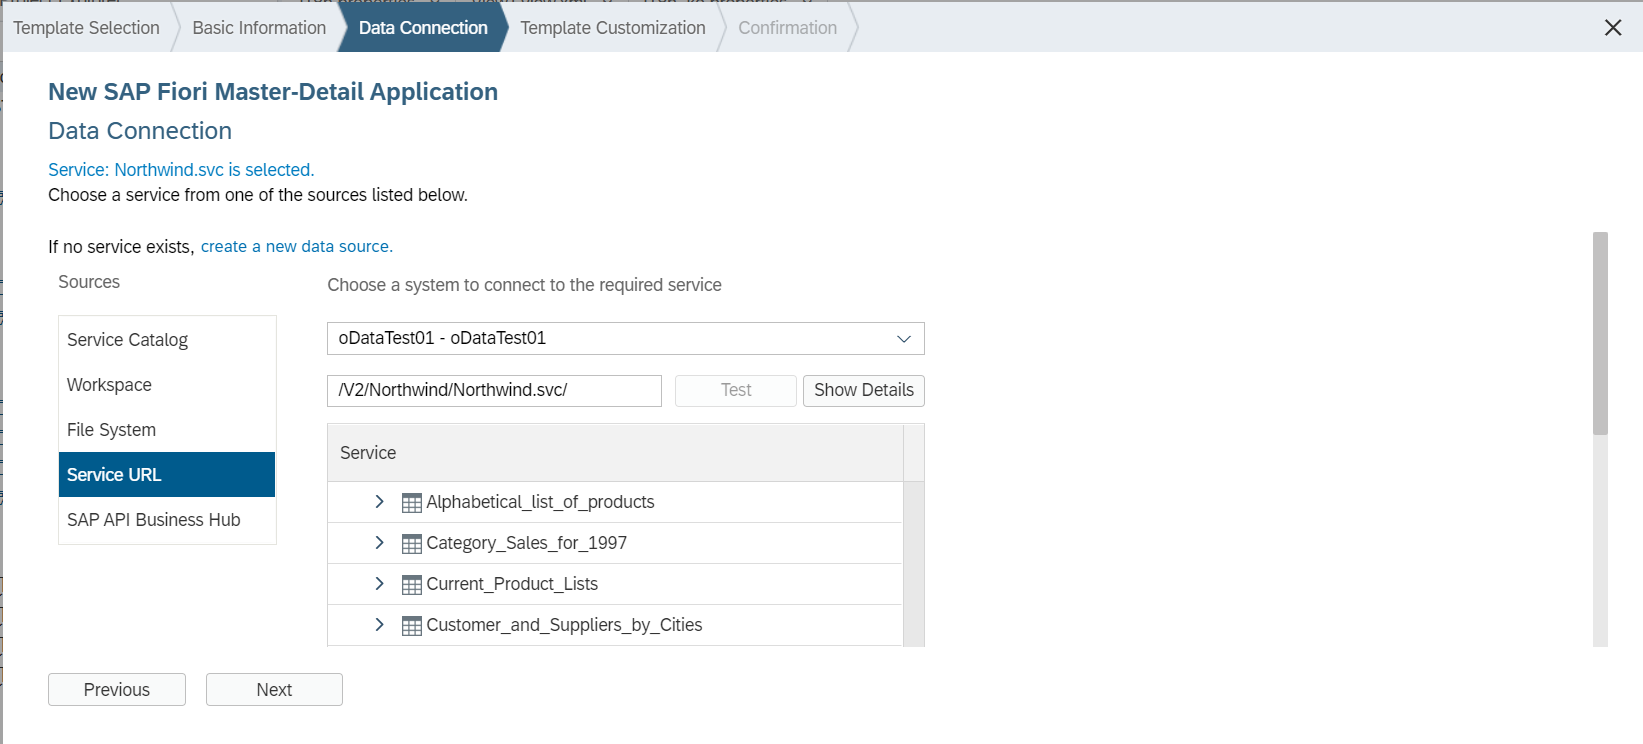 Template Selection
Basic Information
Data Connection
Template Customization
Confirmation
New SAP Fiori Master-Detail Application
Data Connection
Service: Northwind.svc is selected.
Choose a service from one of the sources listed below.
If no service exists, create a new data source.
Sources
Choose a system to connect to the required service
Service Catalog
Workspace
File System
Service URL
SAP API Business Hub
oDataTest01 - oDataTest01
/V2/Northwind/Northwind.svc/
Test
Show Details
Service
Alphabetical_list_of_products
Category_Sales_for_1997
Current_Product_Lists
Customer_and_Suppliers_by_Cities
Previous
Next